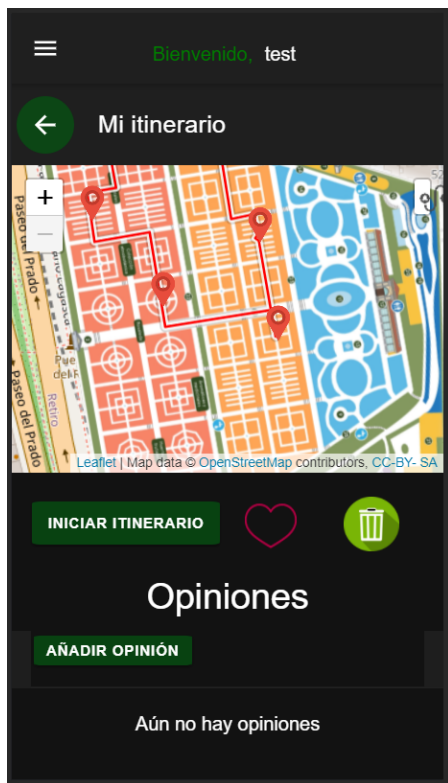 Bienvenido, test
Mi itinerario
+
−
52
Paseo del Prado
Paseo del Prado
Retiro
Leaflet | Map data © OpenStreetMap contributors, CC-BY- SA
INICIAR ITINERARIO
Opiniones
AÑADIR OPINIÓN
Aún no hay opiniones